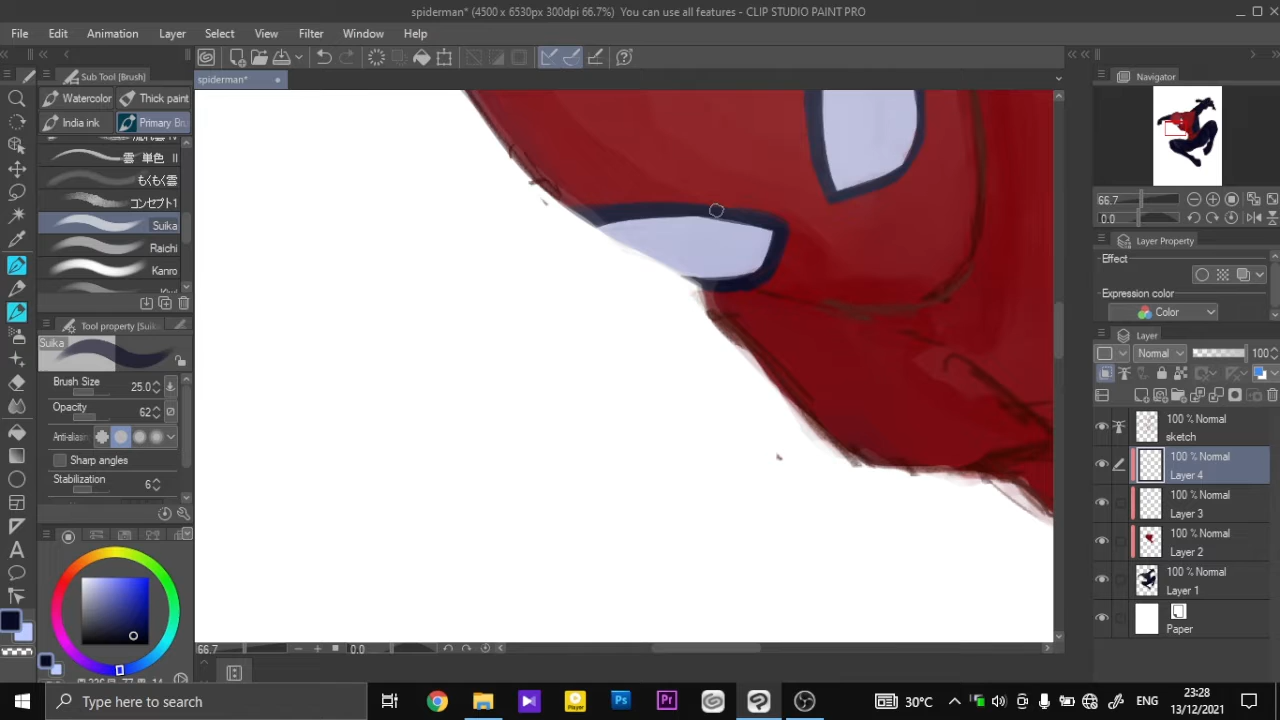 spiderman* (4500 x 6530px 300dpi 66.7%) You can use all features - CLIP STUDIO PAINT PRO
File Edit Animation Layer Select View Filter Window Help
Sub Tool [Brush]
spiderman*
Navigator
Watercolor
Thick paint
India ink
Primary Bru
雲 単色 II
もくもく雲
コンセプト1
Suika
Raichi
Kanro
66.7
0.0
Layer Property
Effect
Expression color
Color
Tool property [Suik
Suika
Brush Size 25.0
Opacity 62
Anti-alias
Sharp angles
Stabilization 6
Layer
Normal 100
100 % Normal
sketch
100 % Normal
Layer 4
100 % Normal
Layer 3
100 % Normal
Layer 2
100 % Normal
Layer 1
Paper
66.7 0.0
Type here to search
30°C
ENG
23:28
13/12/2021